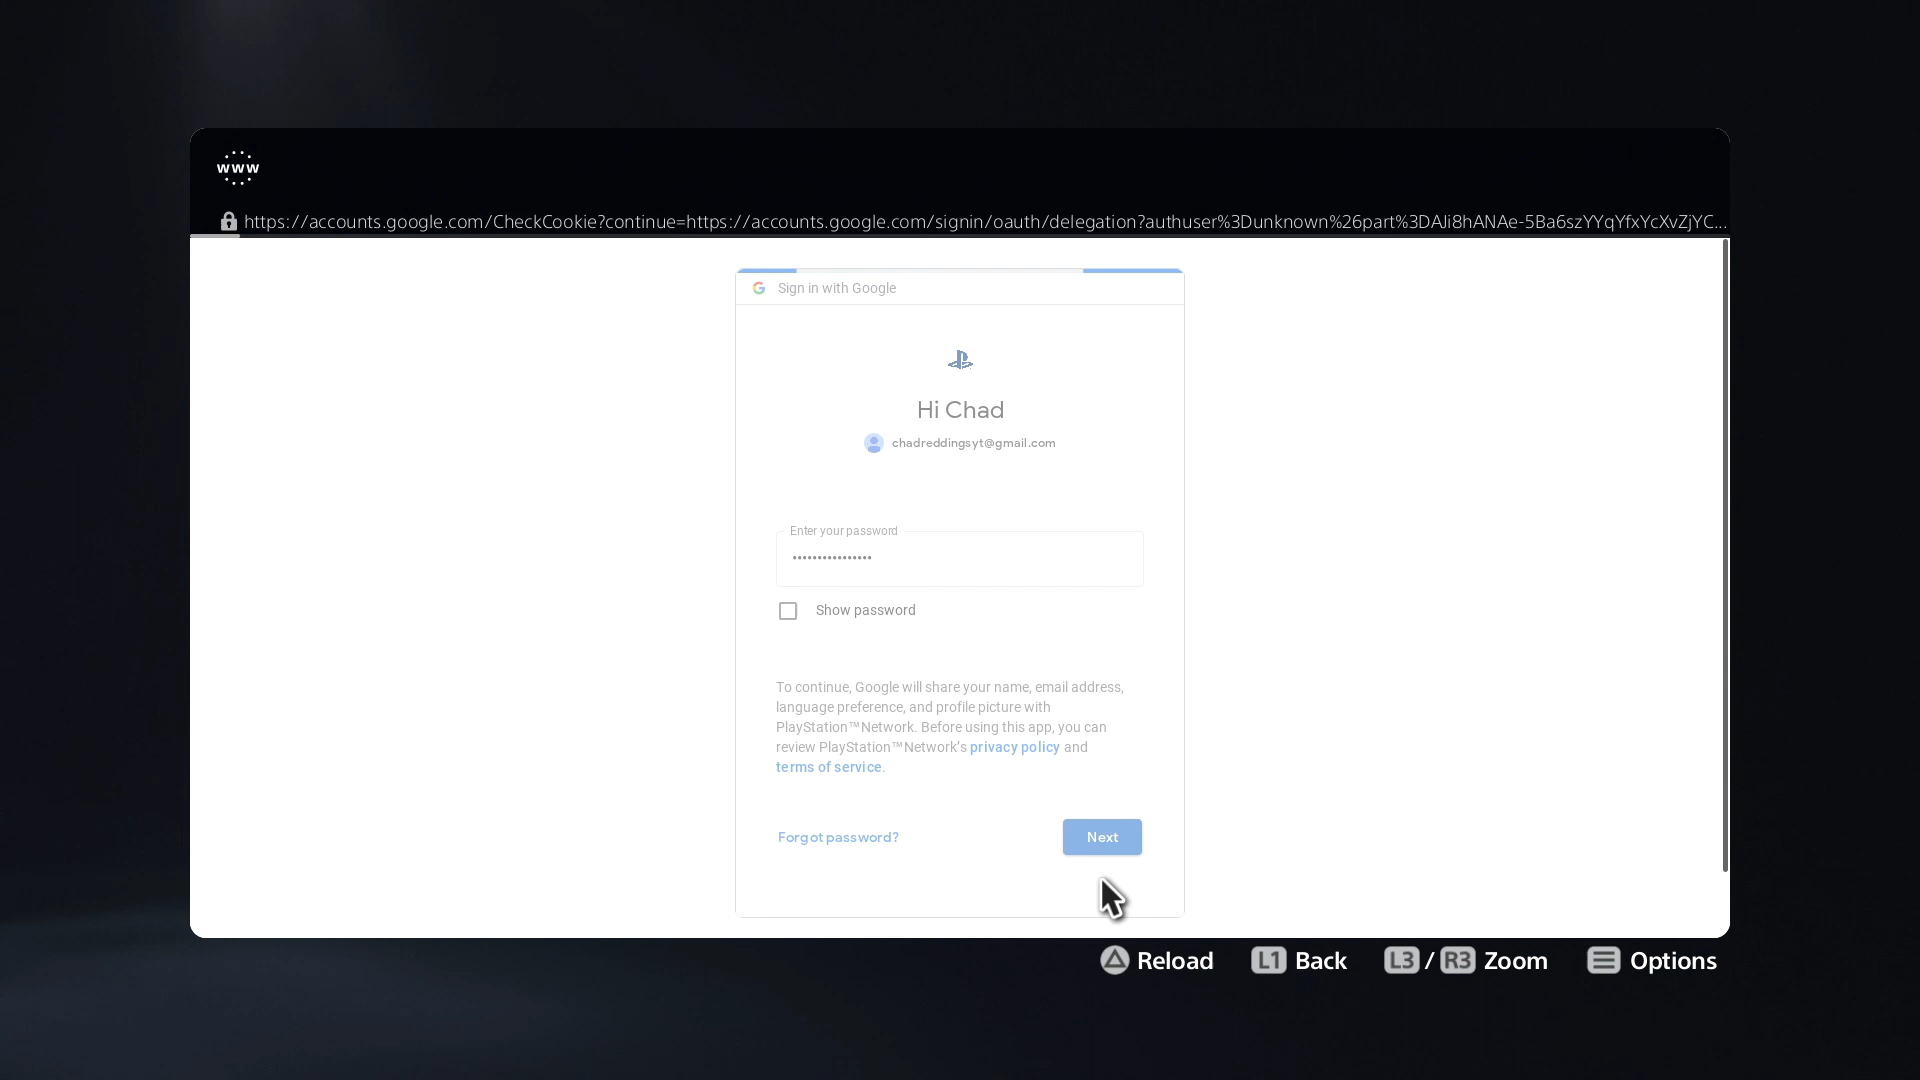 www
https://accounts.google.com/CheckCookie?continue=https://accounts.google.com/signin/oauth/delegation?authuser%3Dunknown%26part%3DAJi8hANAe-5Ba6szYYqYfxYcXvZjYC...
Sign in with Google
Hi Chad
chadreddingsyt@gmail.com
Enter your password
••••••••••••••••
Show password
To continue, Google will share your name, email address,
language preference, and profile picture with
PlayStation™Network. Before using this app, you can
review PlayStation™Network’s privacy policy and
terms of service.
Forgot password?
Next
Reload L1 Back L3 / R3 Zoom Options